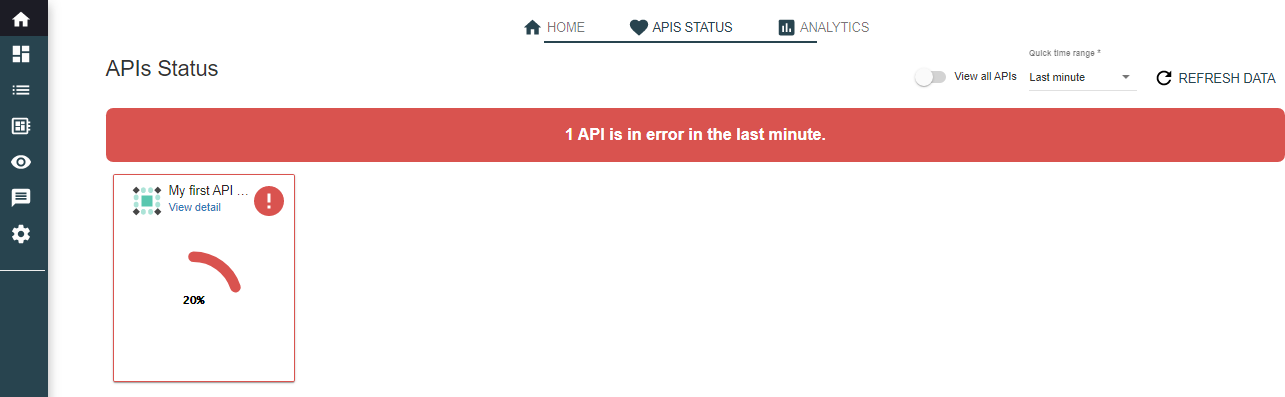 HOME APIS STATUS ANALYTICS
APIs Status
Quick time range *
View all APIs Last minute REFRESH DATA
1 API is in error in the last minute.
My first API ...
View detail
20%